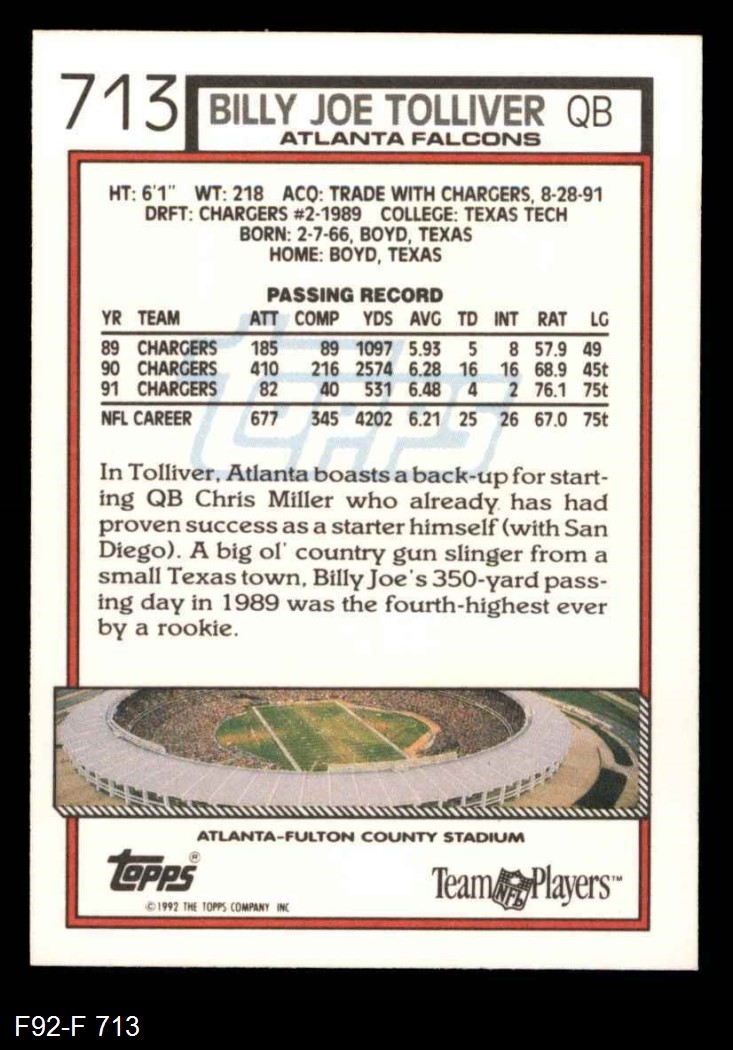 713 BILLY JOE TOLLIVER QB
ATLANTA FALCONS
HT: 6'1" WT: 218 ACQ: TRADE WITH CHARGERS, 8-28-91
DRFT: CHARGERS #2-1989 COLLEGE: TEXAS TECH
BORN: 2-7-66, BOYD, TEXAS
HOME: BOYD, TEXAS
PASSING RECORD
YR TEAM ATT COMP YDS AVG TD INT RAT LG
89 CHARGERS 185 89 1097 5.93 5 8 57.9 49
90 CHARGERS 410 216 2574 6.28 16 16 68.9 45t
91 CHARGERS 82 40 531 6.48 4 2 76.1 75t
NFL CAREER 677 345 4202 6.21 25 26 67.0 75t
In Tolliver, Atlanta boasts a back-up for start-
ing QB Chris Miller who already has had
proven success as a starter himself (with San
Diego). A big ol' country gun slinger from a
small Texas town, Billy Joe's 350-yard pass-
ing day in 1989 was the fourth-highest ever
by a rookie.
ATLANTA-FULTON COUNTY STADIUM
Topps®
Team NFL Players™
©1992 THE TOPPS COMPANY INC
F92-F 713